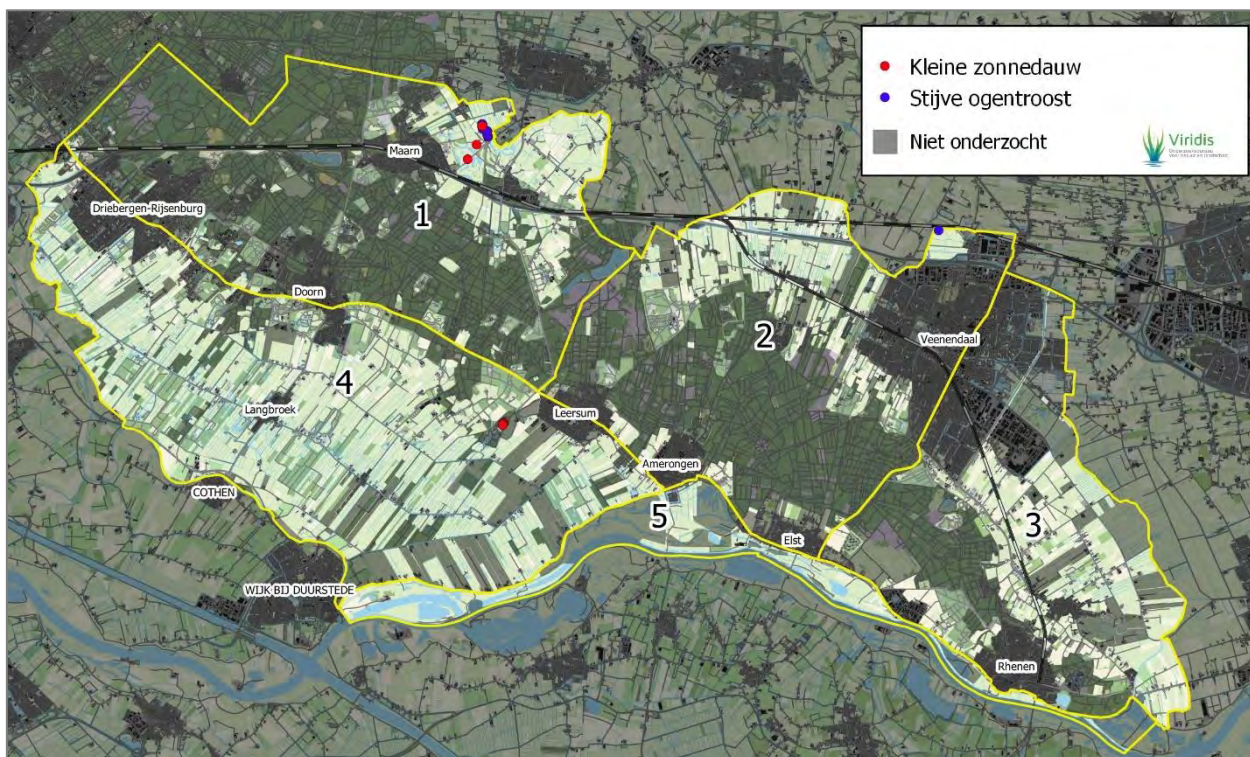 Kleine zonnedauw
Stijve ogentroost
Niet onderzocht
Viridis
Maarn
Driebergen-Rijsenburg
1
Doorn
2
Veenendaal
4
Langbroek
Leersum
Amerongen
COTHEN
5
Elst
3
WIJK BIJ DUURSTEDE
Rhenen